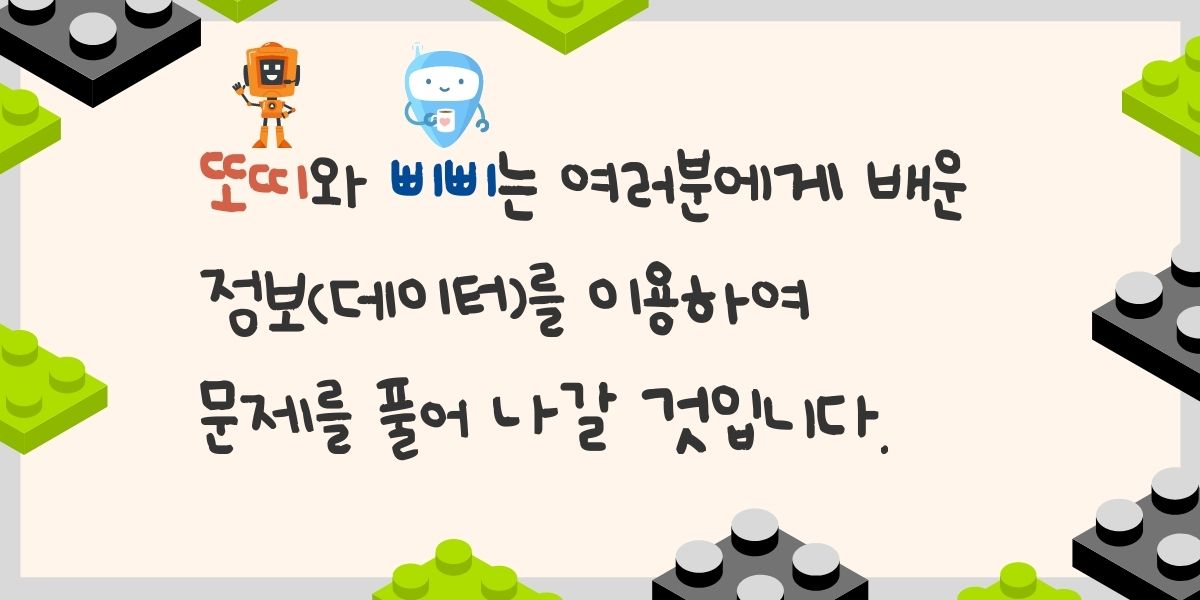 또띠와 삐삐는 여러분에게 배운
정보(데이터)를 이용하여
문제를 풀어 나갈 것입니다.